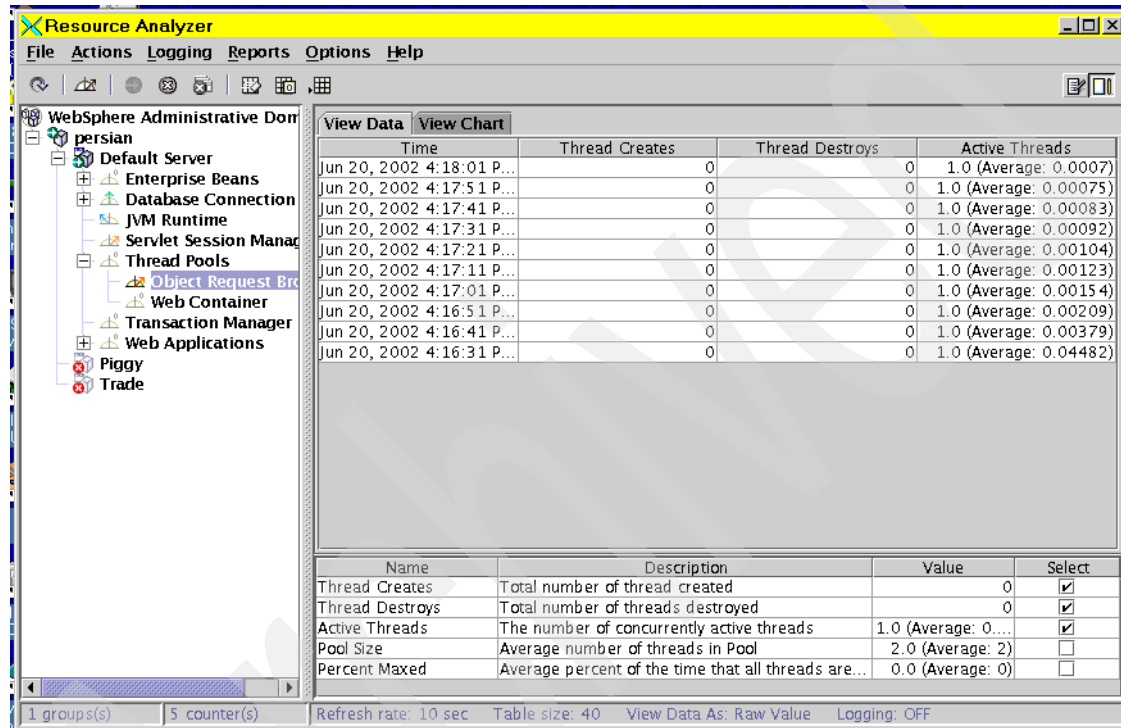 Resource Analyzer
File Actions Logging Reports Options Help
WebSphere Administrative Dom
persian
Default Server
Enterprise Beans
Database Connection
JVM Runtime
Servlet Session Manag
Thread Pools
Object Request Bro
Web Container
Transaction Manager
Web Applications
Piggy
Trade
View Data View Chart
Time Thread Creates Thread Destroys Active Threads
Jun 20, 2002 4:18:01 P... 0 0 1.0 (Average: 0.0007)
Jun 20, 2002 4:17:51 P... 0 0 1.0 (Average: 0.00075)
Jun 20, 2002 4:17:41 P... 0 0 1.0 (Average: 0.00083)
Jun 20, 2002 4:17:31 P... 0 0 1.0 (Average: 0.00092)
Jun 20, 2002 4:17:21 P... 0 0 1.0 (Average: 0.00104)
Jun 20, 2002 4:17:11 P... 0 0 1.0 (Average: 0.00123)
Jun 20, 2002 4:17:01 P... 0 0 1.0 (Average: 0.00154)
Jun 20, 2002 4:16:51 P... 0 0 1.0 (Average: 0.00209)
Jun 20, 2002 4:16:41 P... 0 0 1.0 (Average: 0.00379)
Jun 20, 2002 4:16:31 P... 0 0 1.0 (Average: 0.04482)
Name Description Value Select
Thread Creates Total number of thread created 0
Thread Destroys Total number of threads destroyed 0
Active Threads The number of concurrently active threads 1.0 (Average: 0....
Pool Size Average number of threads in Pool 2.0 (Average: 2)
Percent Maxed Average percent of the time that all threads are... 0.0 (Average: 0)
1 groups(s) 5 counter(s) Refresh rate: 10 sec Table size: 40 View Data As: Raw Value Logging: OFF